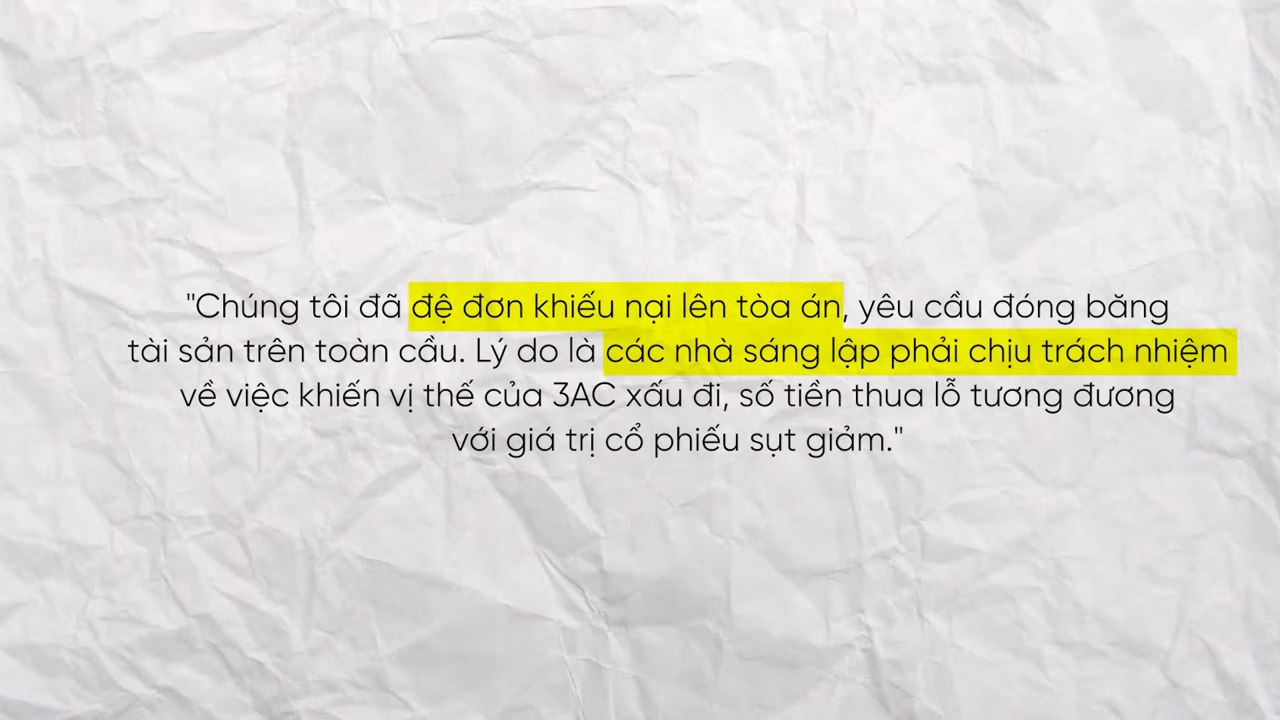 "Chúng tôi đã đệ đơn khiếu nại lên tòa án, yêu cầu đóng băng
tài sản trên toàn cầu. Lý do là các nhà sáng lập phải chịu trách nhiệm
về việc khiến vị thế của 3AC xấu đi, số tiền thua lỗ tương đương
với giá trị cổ phiếu sụt giảm."